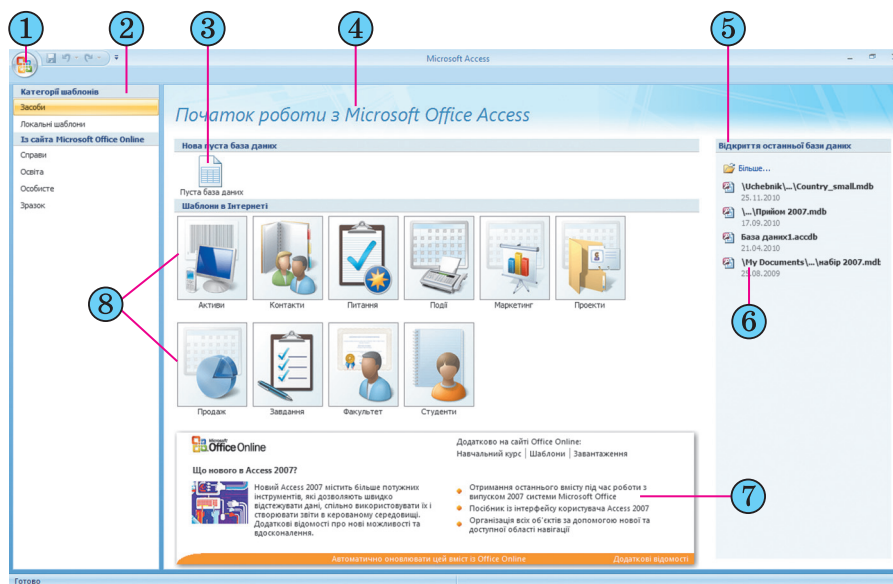 1
2
3
4
5
Microsoft Access
Категорії шаблонів
Засоби
Локальні шаблони
Із сайта Microsoft Office Online
Справи
Освіта
Особисте
Зразок
Початок роботи з Microsoft Office Access
Нова пуста база даних
Пуста база даних
Шаблони в Інтернеті
Активи
Контакти
Питання
Події
Маркетинг
Проекти
8
Продаж
Завдання
Факультет
Студенти
Відкриття останньої бази даних
Більше...
\Uchebnik\...\Country_small.mdb
25.11.2010
\...\Прийом 2007.mdb
17.09.2010
База даних1.accdb
21.04.2010
\My Documents\...\набір 2007.mdb
25.08.2009
6
Microsoft
Office Online
Що нового в Access 2007?
Новий Access 2007 містить більше потужних
інструментів, які дозволяють швидко
відстежувати дані, спільно використовувати їх і
створювати звіти в керованому середовищі.
Додаткові відомості про нові можливості та
вдосконалення.
Додатково на сайті Office Online:
Навчальний курс | Шаблони | Завантаження
Отримання останнього вмісту під час роботи з
випуском 2007 системи Microsoft Office
Посібник із інтерфейсу користувача Access 2007
Організація всіх об'єктів за допомогою нової та
доступної області навігації
7
Автоматично оновлювати цей вміст із Office Online
Додаткові відомості
Готово